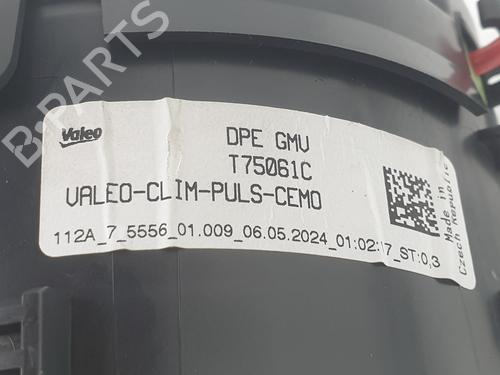 B-PARTS
Valeo
DPE GMV
T75061C
VALEO-CLIM-PULS-CEMO
112A_7_5556_01.009_06.05.2024_01:02:17_ST:0,3
Made in
Czech Republic